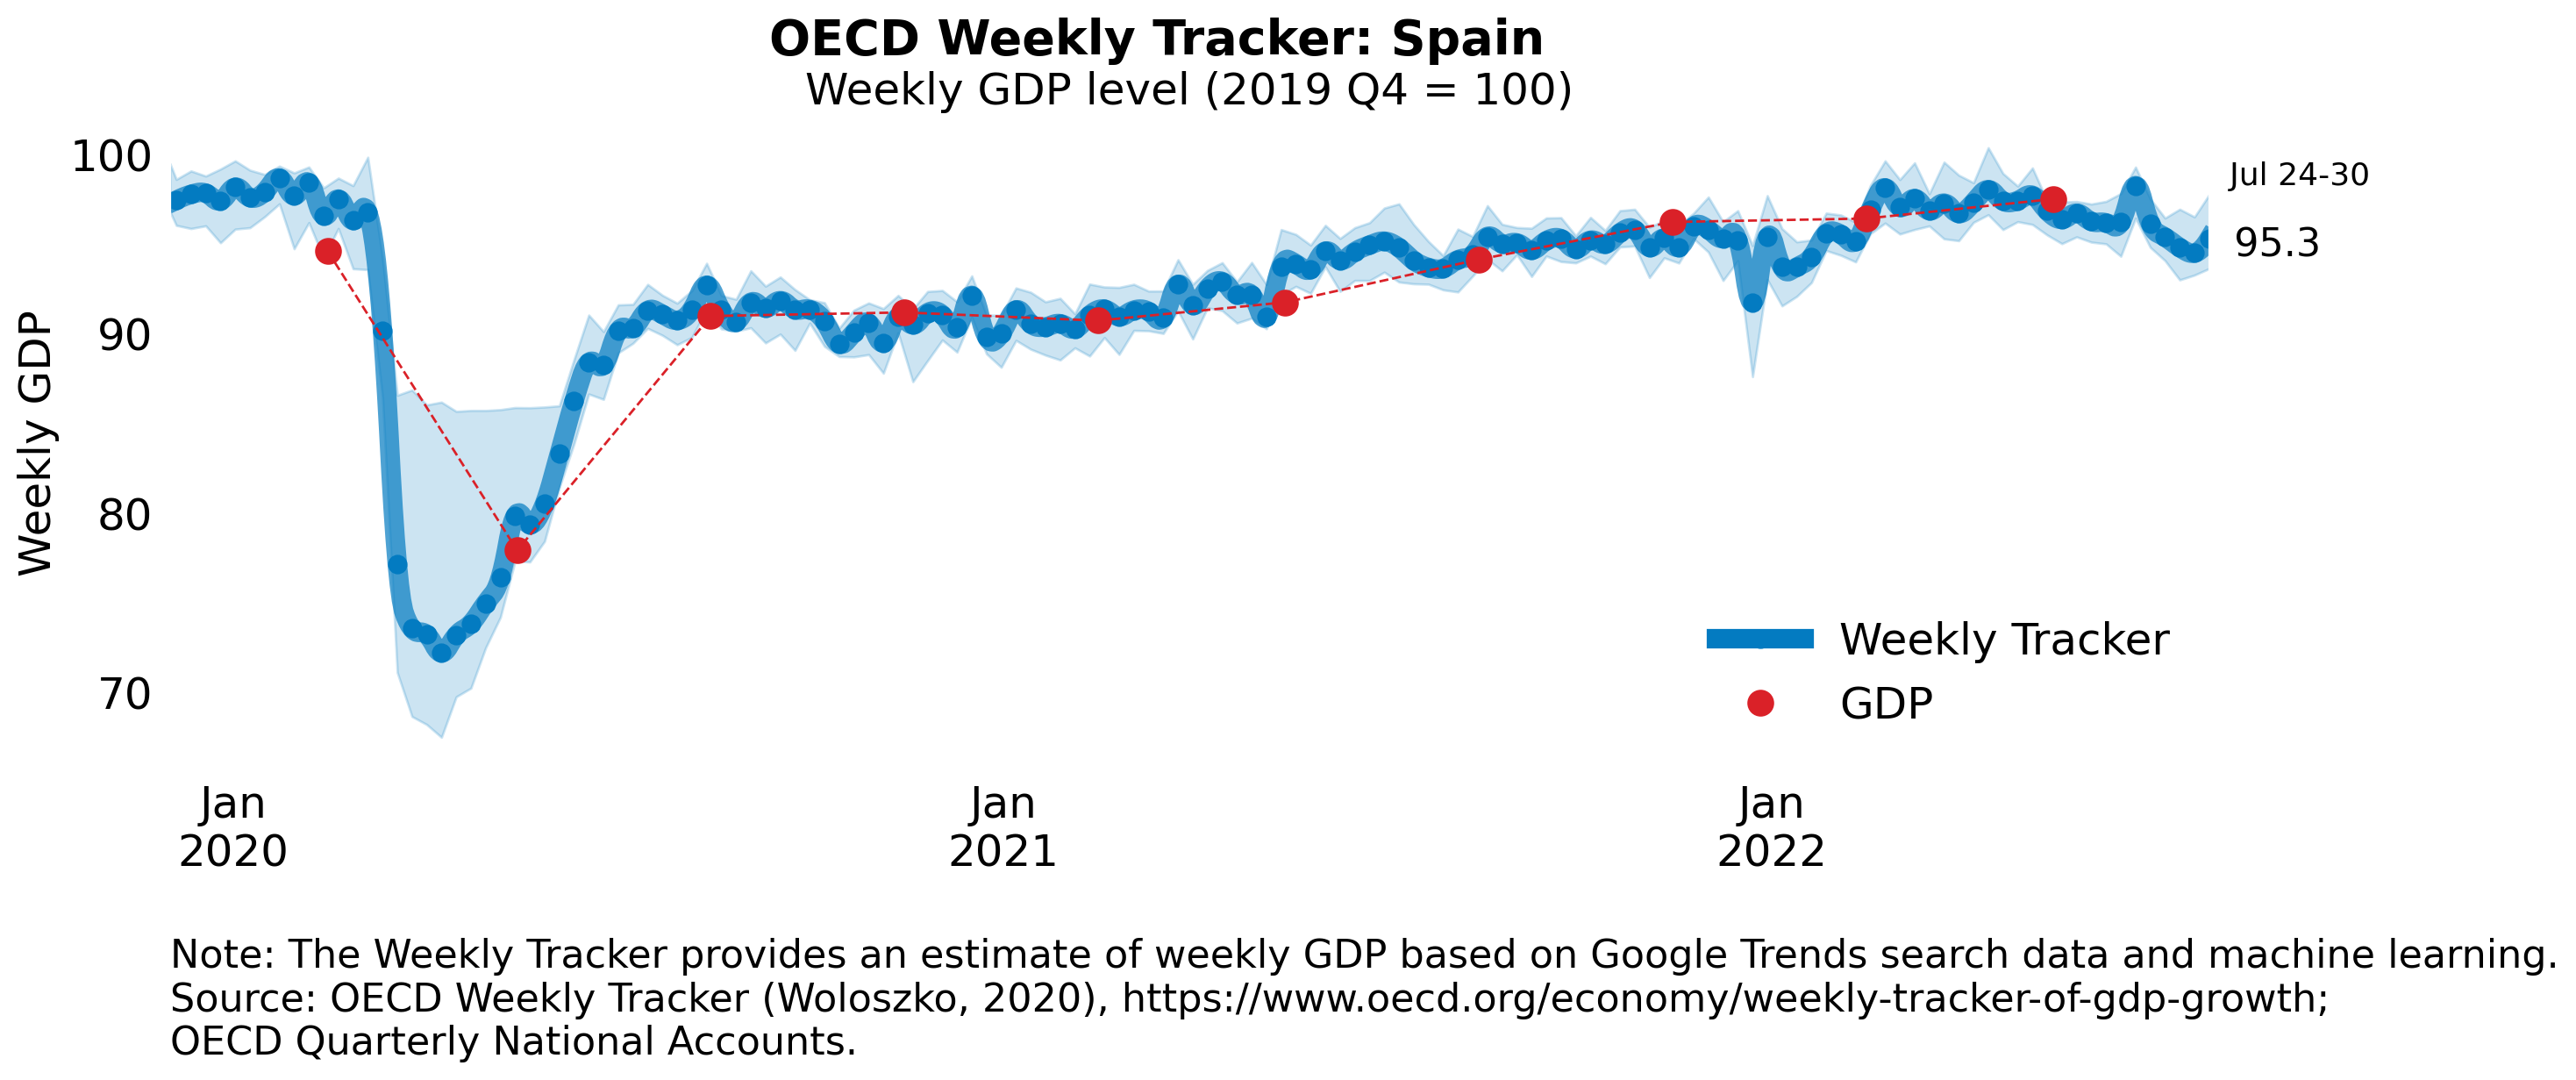 OECD Weekly Tracker: Spain
Weekly GDP level (2019 Q4 = 100)
Weekly GDP
100
90
80
70
Jul 24-30
95.3
Weekly Tracker
GDP
Jan
2020
Jan
2021
Jan
2022
Note: The Weekly Tracker provides an estimate of weekly GDP based on Google Trends search data and machine learning.
Source: OECD Weekly Tracker (Woloszko, 2020), https://www.oecd.org/economy/weekly-tracker-of-gdp-growth;
OECD Quarterly National Accounts.